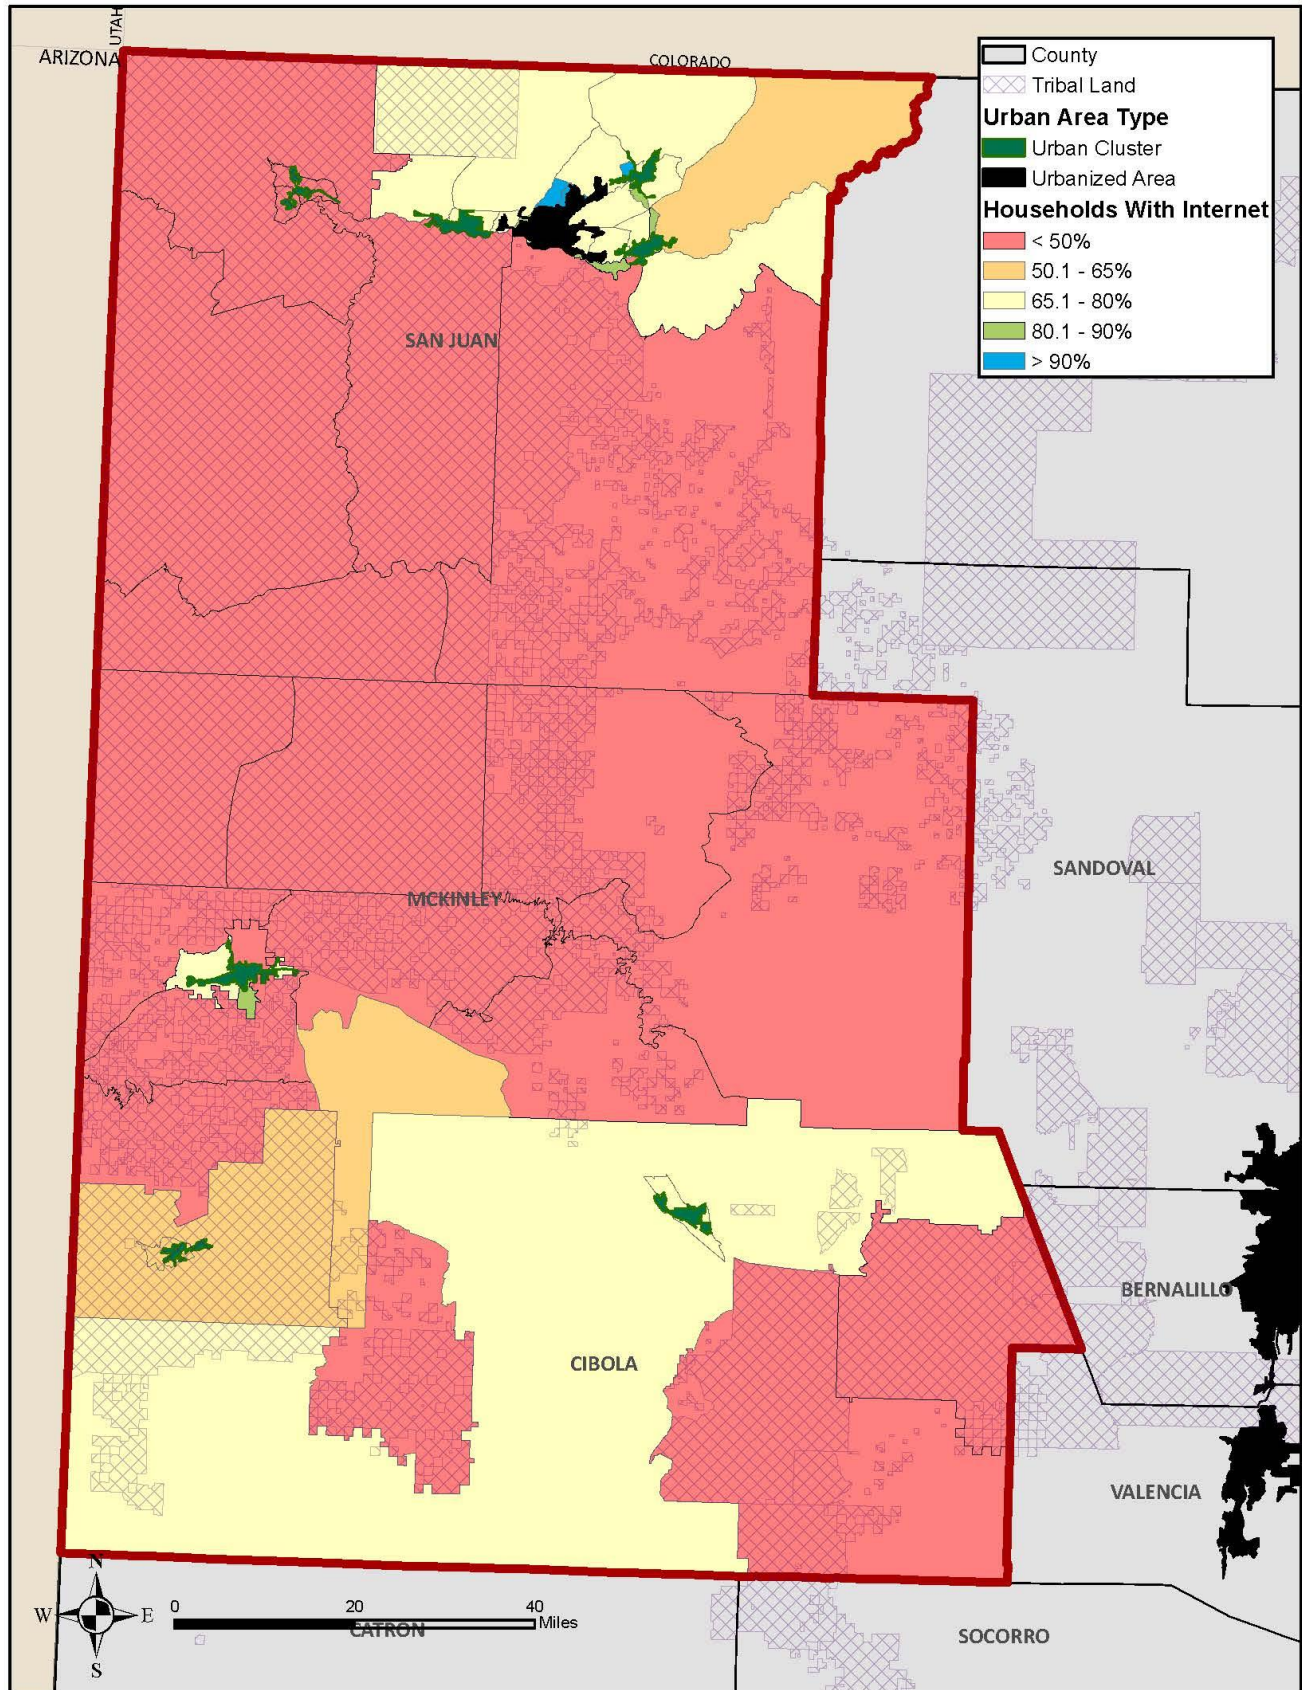 UTAH
ARIZONA
COLORADO
County
Tribal Land
Urban Area Type
Urban Cluster
Urbanized Area
Households With Internet
< 50%
50.1 - 65%
65.1 - 80%
80.1 - 90%
> 90%
SAN JUAN
SANDOVAL
MCKINLEY
BERNALILLO
CIBOLA
VALENCIA
N
W E
S
0 20 40
Miles
CATRON
SOCORRO